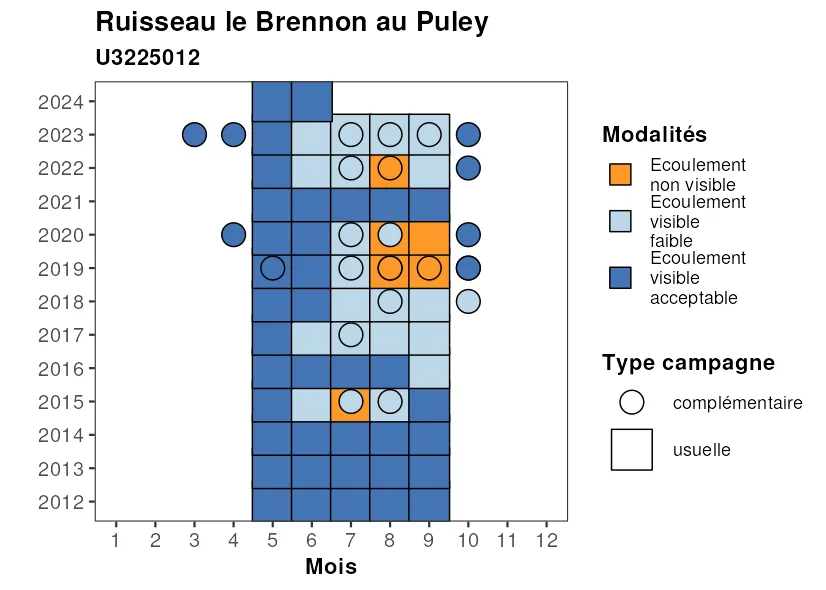 Ruisseau le Brennon au Puley
U3225012
2024
2023
2022
2021
2020
2019
2018
2017
2016
2015
2014
2013
2012
1 2 3 4 5 6 7 8 9 10 11 12
Mois
Modalités
Ecoulement
non visible
Ecoulement
visible
faible
Ecoulement
visible
acceptable
Type campagne
complémentaire
usuelle